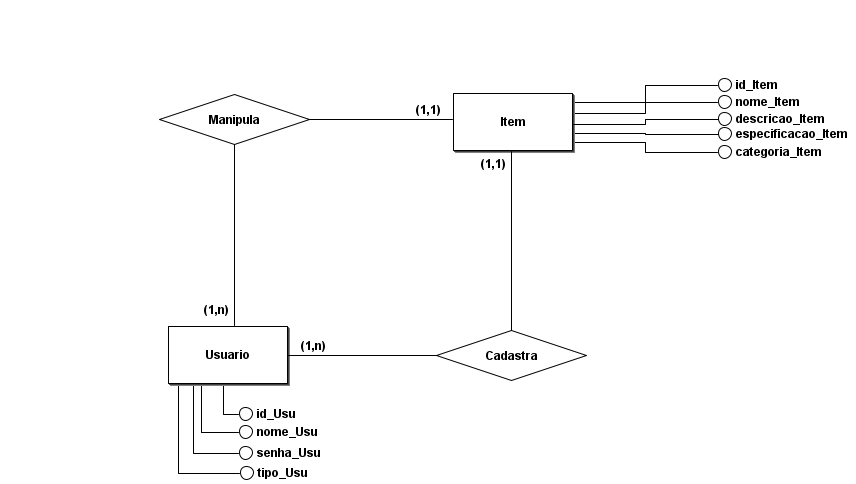 id_Item
nome_Item
descricao_Item
especificacao_Item
categoria_Item
(1,1)
Item
Manipula
(1,1)
(1,n)
Usuario
(1,n)
Cadastra
id_Usu
nome_Usu
senha_Usu
tipo_Usu